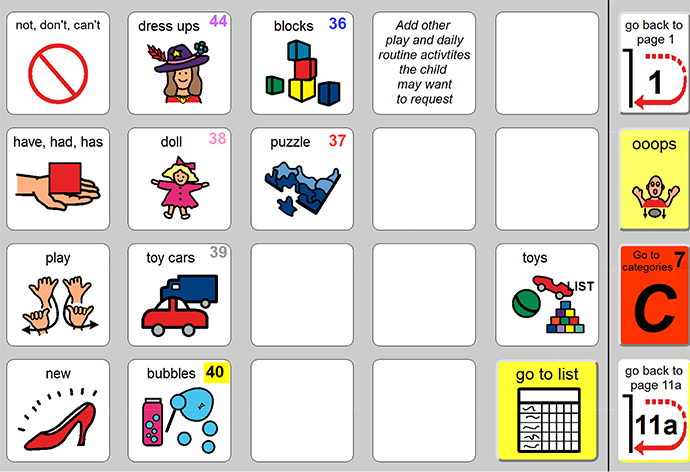 not, don't, can't
dress ups 44
blocks 36
Add other
play and daily
routine activtites
the child
may want
to request
go back to
page 1
1
have, had, has
doll 38
puzzle 37
ooops
play
toy cars 39
toys
LIST
Go to
categories 7
C
new
bubbles 40
go to list
go back to
page 11a
11a